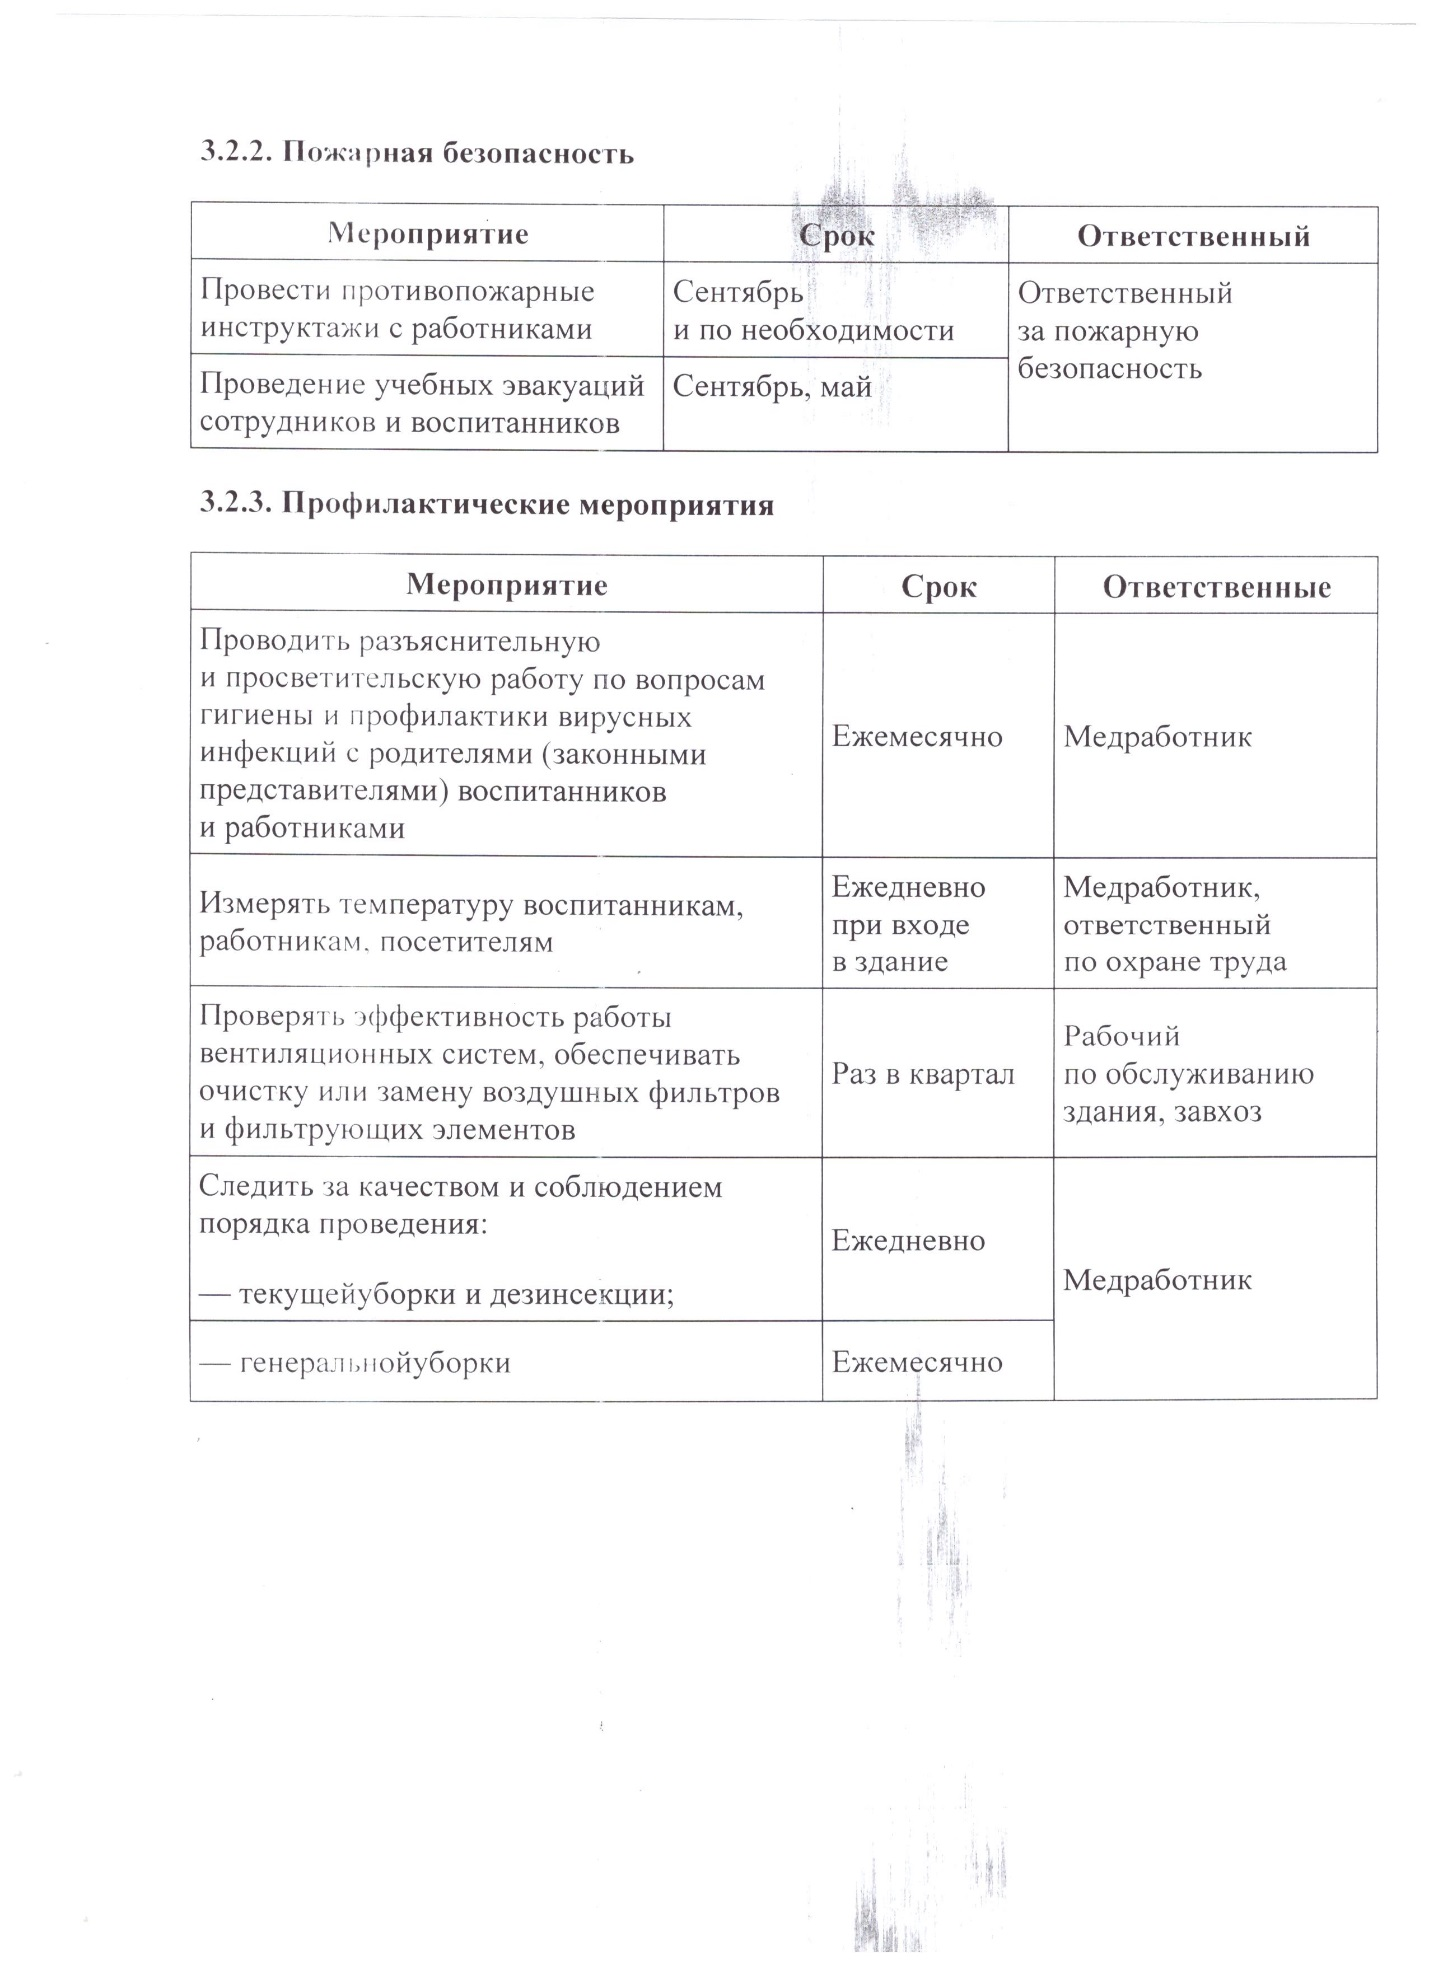 3.2.2. Пожарная безопасность
Мероприятие
Срок
Ответственный
Провести противопожарные
инструктажи с работниками
Сентябрь
и по необходимости
Ответственный
за пожарную
безопасность
Проведение учебных эвакуаций
сотрудников и воспитанников
Сентябрь, май
3.2.3. Профилактические мероприятия
Мероприятие
Срок
Ответственные
Проводить разъяснительную
и просветительскую работу по вопросам
гигиены и профилактики вирусных
инфекций с родителями (законными
представителями) воспитанников
и работниками
Ежемесячно
Медработник
Измерять температуру воспитанникам,
работникам, посетителям
Ежедневно
при входе
в здание
Медработник,
ответственный
по охране труда
Проверять эффективность работы
вентиляционных систем, обеспечивать
очистку или замену воздушных фильтров
и фильтрующих элементов
Раз в квартал
Рабочий
по обслуживанию
здания, завхоз
Следить за качеством и соблюдением
порядка проведения:
— текущейуборки и дезинсекции;
Ежедневно
Медработник
— генеральнойуборки
Ежемесячно